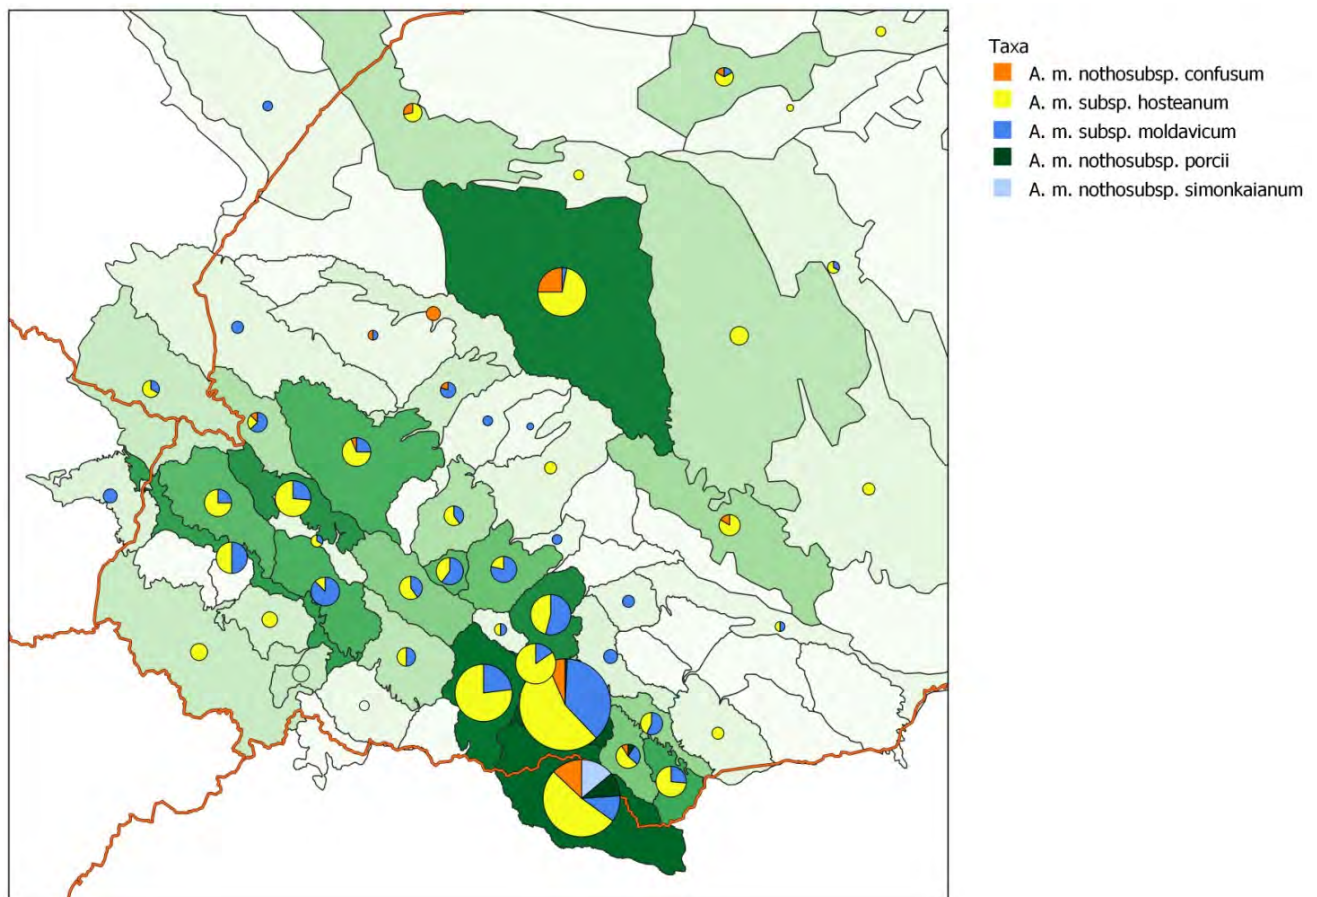 Taxa
A. m. nothosubsp. confusum
A. m. subsp. hosteanum
A. m. subsp. moldavicum
A. m. nothosubsp. porcii
A. m. nothosubsp. simonkaianum